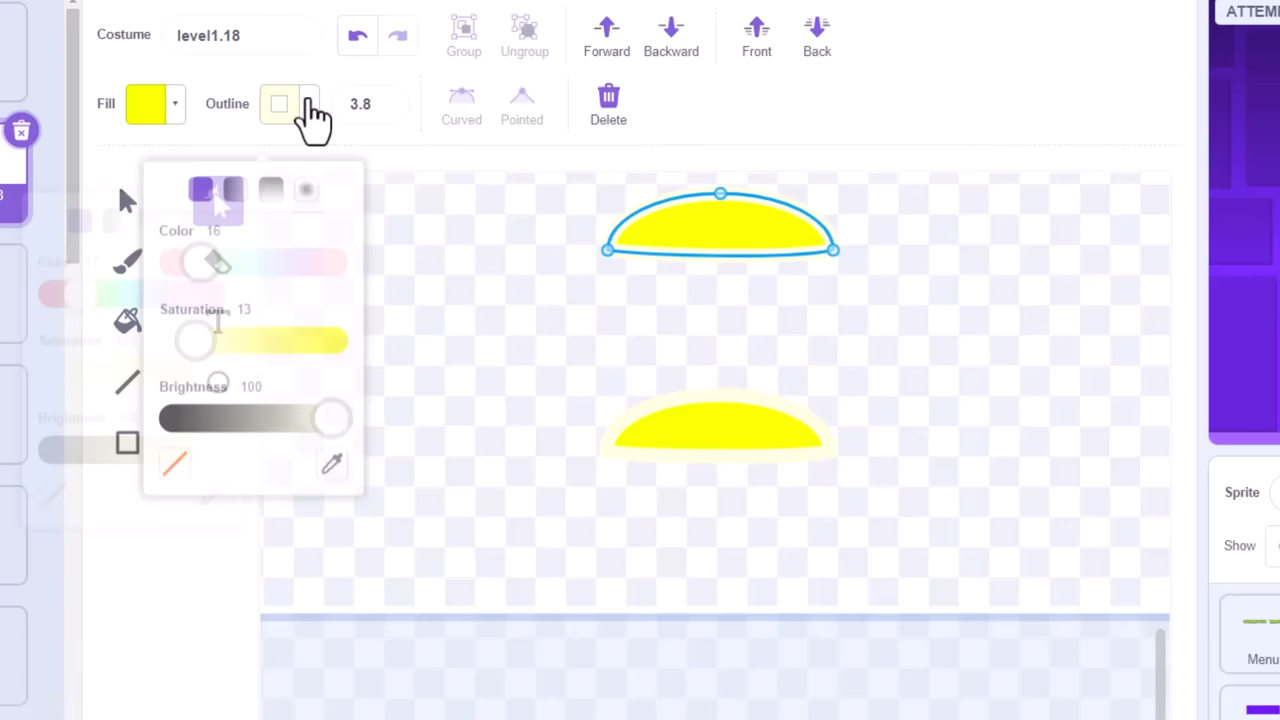 ATTEM
Costume
level1.18
Group
Ungroup
Forward
Backward
Front
Back
Fill
Outline
3.8
Curved
Pointed
Delete
Color 16
Saturation 13
Brightness 100
Sprite
Show
Menu